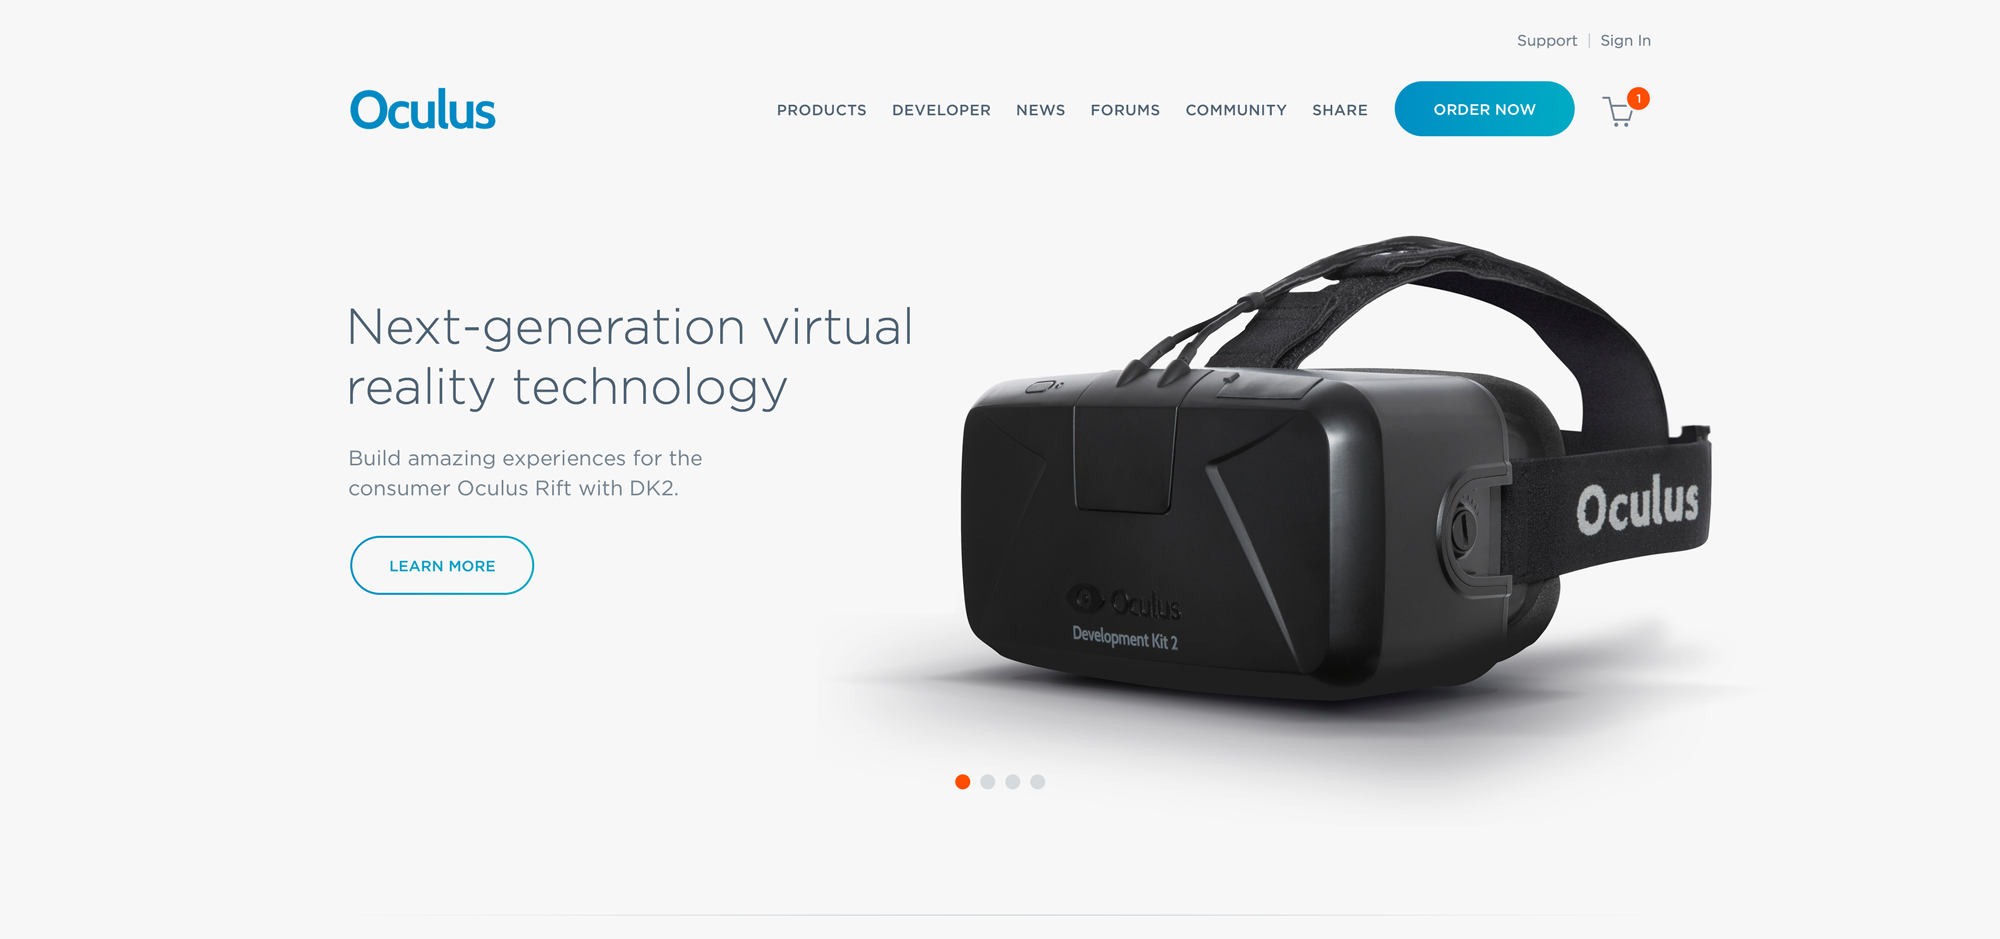 Support | Sign In
Oculus
PRODUCTS DEVELOPER NEWS FORUMS COMMUNITY SHARE ORDER NOW 1
Next-generation virtual
reality technology
Build amazing experiences for the
consumer Oculus Rift with DK2.
LEARN MORE
Oculus
Oculus
Development Kit 2